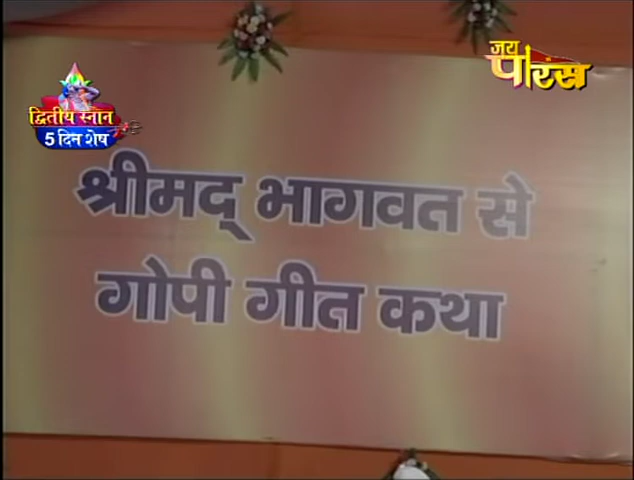 जय
पारस
द्वितीय स्नान
5 दिन शेष
श्रीमद् भागवत से
गोपी गीत कथा